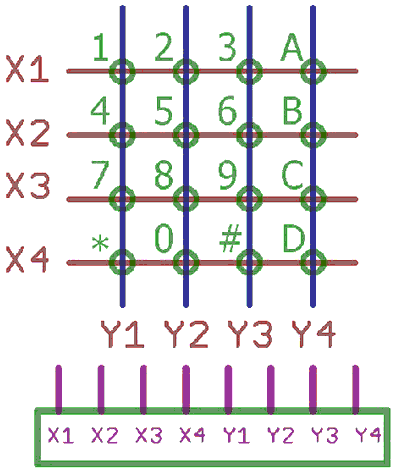 1 2 3 A
X1
4 5 6 B
X2
7 8 9 C
X3
* 0 # D
X4
Y1 Y2 Y3 Y4
X1 X2 X3 X4 Y1 Y2 Y3 Y4